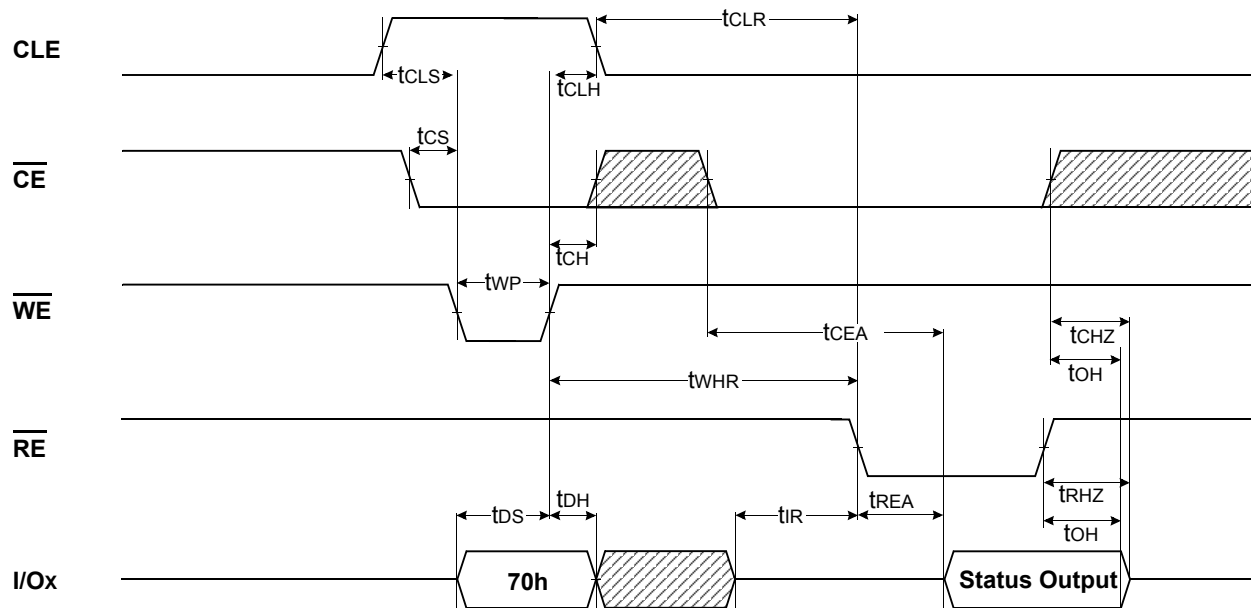 tCLR
CLE
tCLS
tCLH
tCS
CE
tCH
tWP
WE
tCEA
tCHZ
tOH
tWHR
RE
tDH
tRHZ
tDS
tIR
tREA
tOH
I/Ox
70h
Status Output